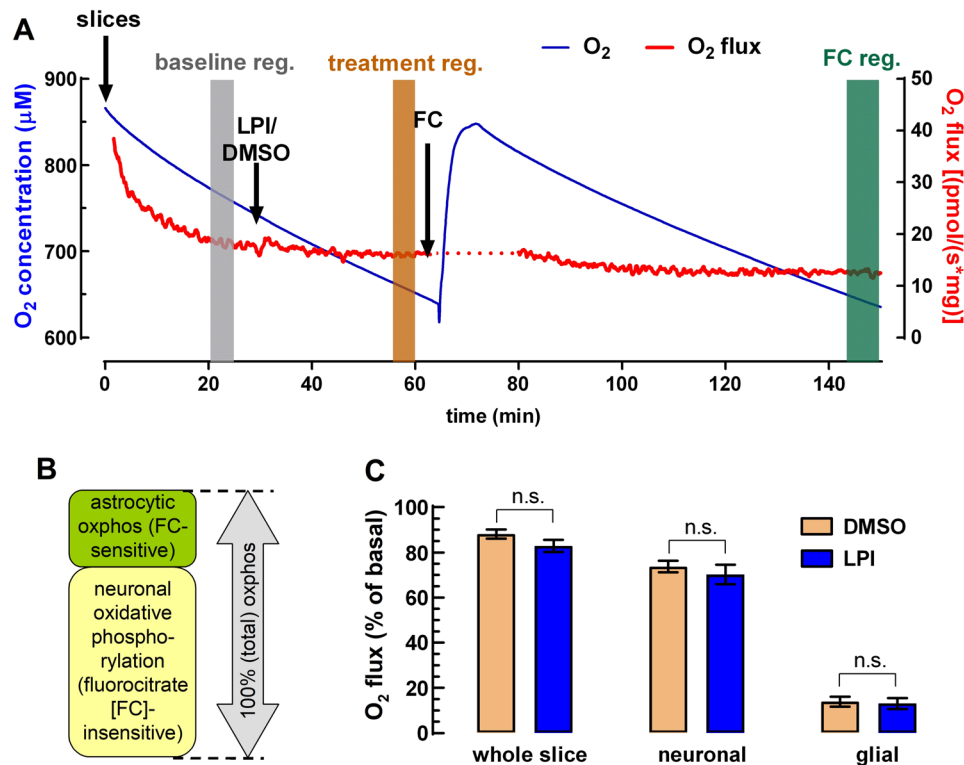 A
slices
baseline reg.
treatment reg.
O2
O2 flux
FC reg.
LPI/
DMSO
FC
O2 concentration (µM)
900
800
700
600
O2 flux [(pmol/(s*mg)]
50
40
30
20
10
0
0
20
40
60
80
100
120
140
time (min)
B
astrocytic
oxphos (FC-
sensitive)
neuronal
oxidative
phospho-
rylation
(fluorocitrate
[FC]-
insensitive)
100% (total) oxphos
C
O2 flux (% of basal)
100
80
60
40
20
0
n.s.
n.s.
n.s.
DMSO
LPI
whole slice
neuronal
glial